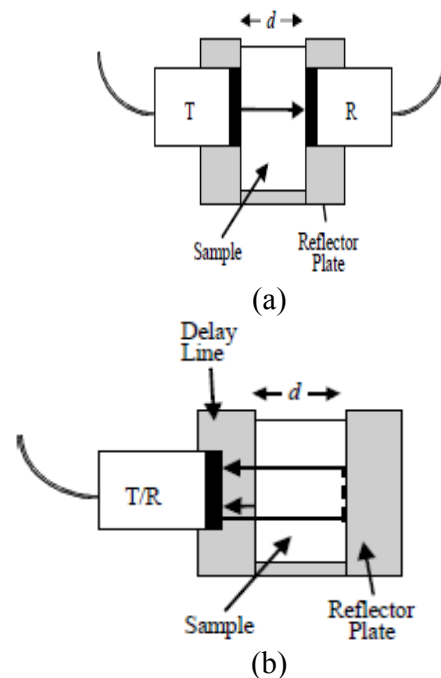 d
T
R
Sample
Reflector
Plate
(a)
Delay
Line
d
T/R
Sample
Reflector
Plate
(b)